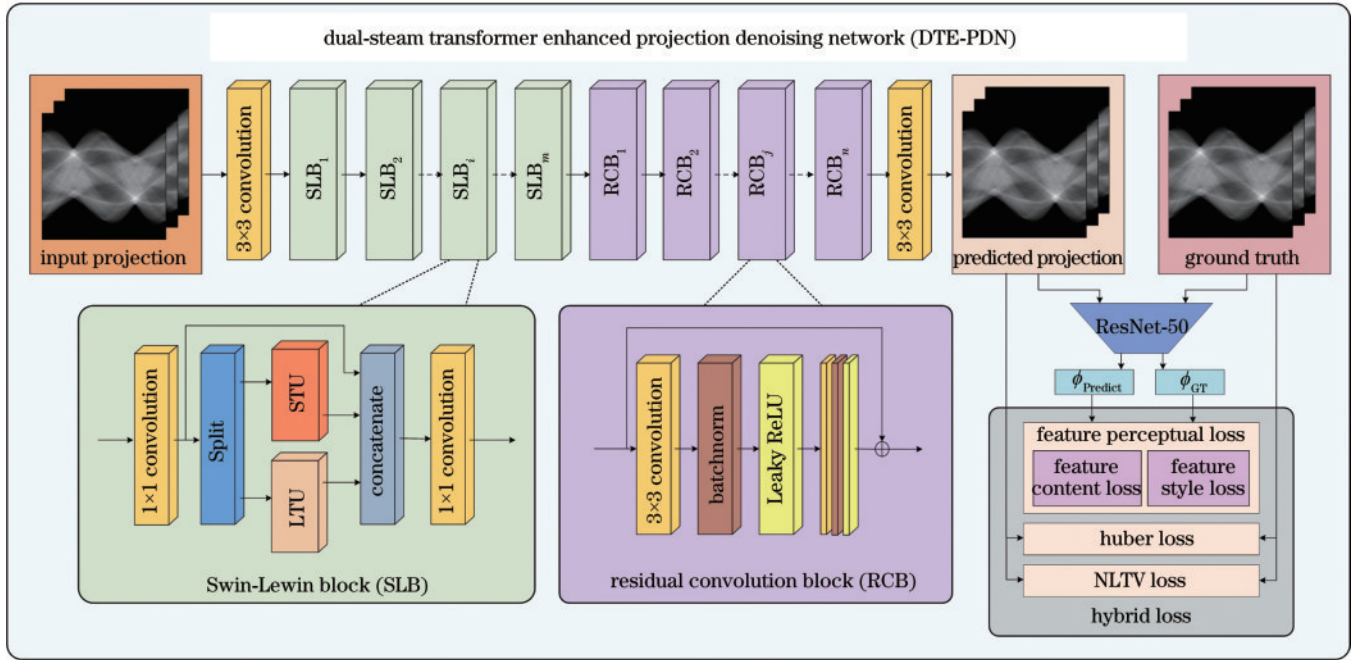 dual-steam transformer enhanced projection denoising network (DTE-PDN)
input projection
3×3 convolution
SLB₁
SLB₂
SLBᵢ
SLBₘ
RCB₁
RCB₂
RCBⱼ
RCBₙ
3×3 convolution
predicted projection
ground truth
ResNet-50
ϕPredict
ϕGT
1×1 convolution
Split
STU
LTU
concatenate
1×1 convolution
Swin-Lewin block (SLB)
3×3 convolution
batchnorm
Leaky ReLU
residual convolution block (RCB)
feature perceptual loss
feature
content loss
feature
style loss
huber loss
NLTV loss
hybrid loss